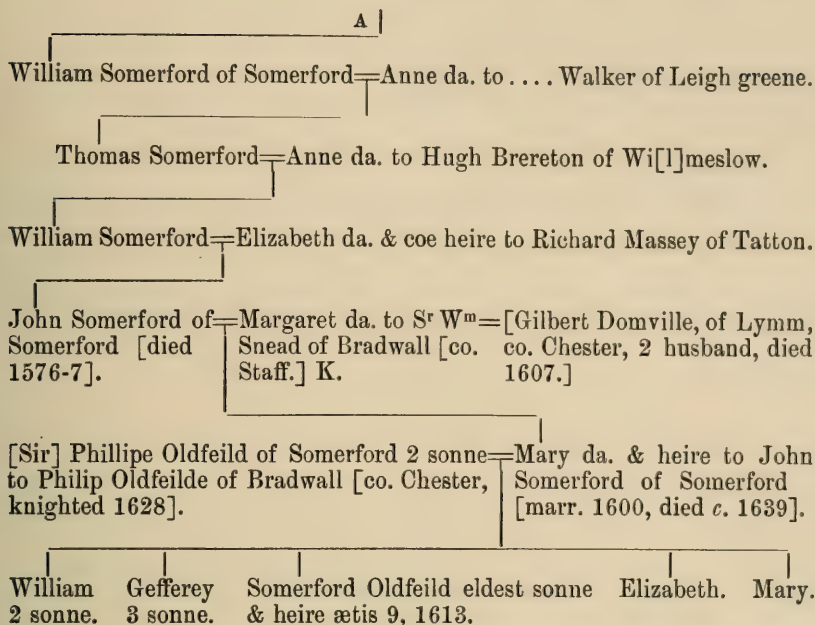 A
William Somerford of Somerford=Anne da. to . . . . Walker of Leigh greene.
Thomas Somerford=Anne da. to Hugh Brereton of Wi[l]meslow.
William Somerford=Elizabeth da. & coe heire to Richard Massey of Tatton.
John Somerford of Somerford [died 1576-7].
=Margaret da. to Sʳ Wᵐ Snead of Bradwall [co. Staff.] K.
=[Gilbert Domville, of Lymm, co. Chester, 2 husband, died 1607.]
[Sir] Phillipe Oldfeild of Somerford 2 sonne
to Philip Oldfeilde of Bradwall [co. Chester,
knighted 1628].
=Mary da. & heire to John
Somerford of Somerford
[marr. 1600, died c. 1639].
William
2 sonne.
Gefferey
3 sonne.
Somerford Oldfeild eldest sonne
& heire ætis 9, 1613.
Elizabeth.
Mary.